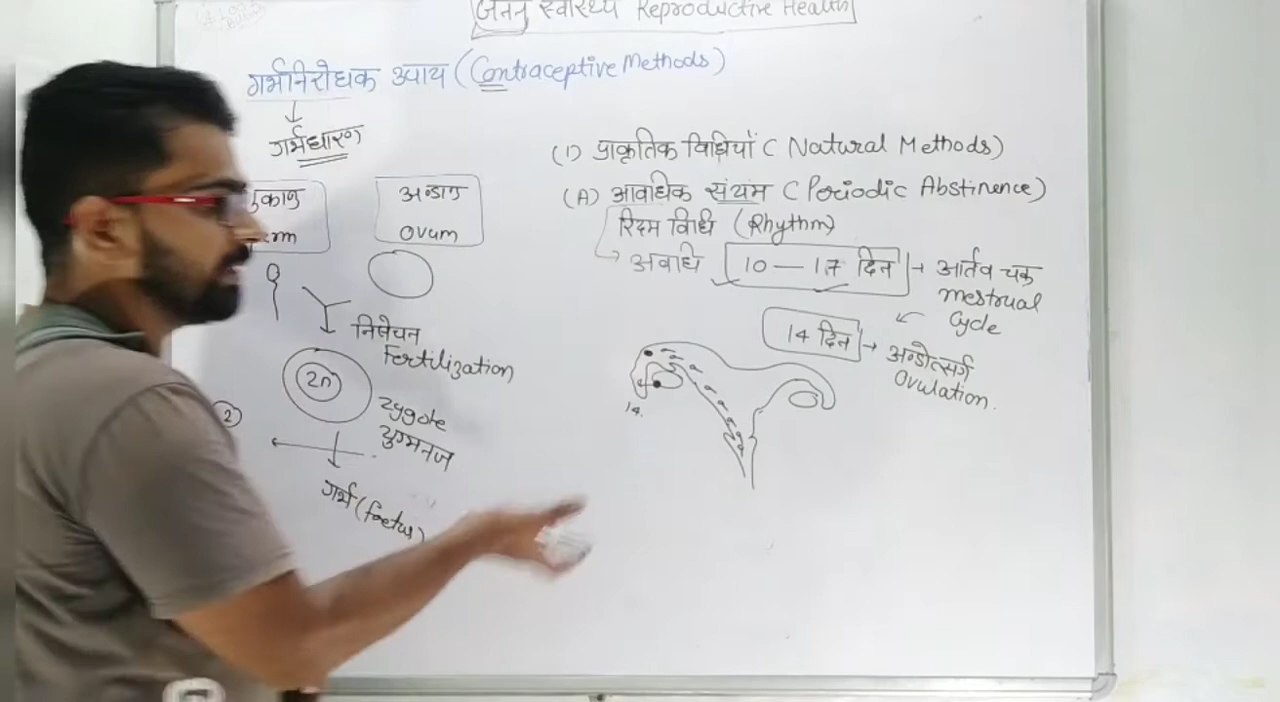 जनन स्वास्थ्य Reproductive Health
गर्भनिरोधक उपाय (Contraceptive Methods)
गर्भधारण
अण्डाणु
ovum
निषेचन
Fertilization
2n
Zygote
युग्मनज
गर्भ (foetus)
2)
(1) प्राकृतिक विधियाँ ( Natural Methods)
(A) आवधिक संयम ( Periodic Abstinence)
रिदम विधि (Rhythm)
अवधि 10 — 17 दिन → आर्तव चक्र
mestrual
Cycle
14 दिन → अण्डोत्सर्ग
Ovulation.
14.